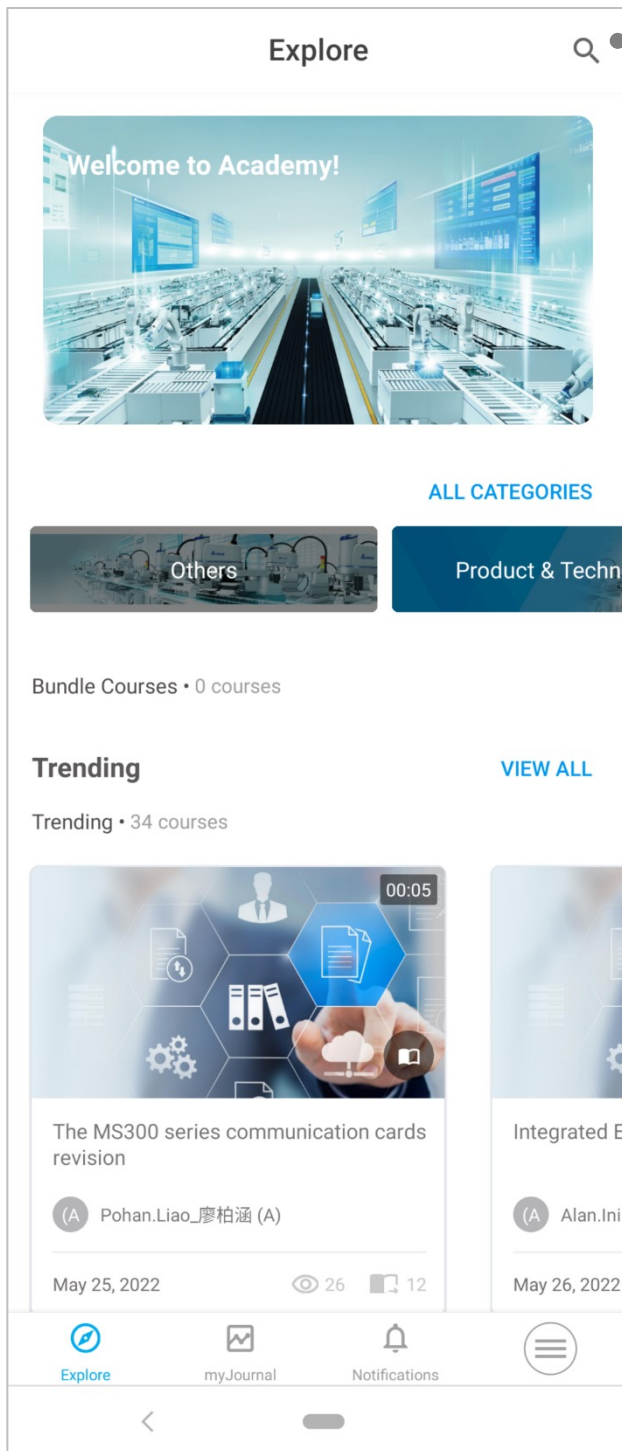 Explore
Welcome to Academy!
ALL CATEGORIES
Others
Product & Techn
Bundle Courses • 0 courses
Trending
VIEW ALL
Trending • 34 courses
00:05
The MS300 series communication cards
revision
(A
Pohan.Liao_廖柏涵 (A)
May 25, 2022
26
12
Integrated E
(A
Alan.Ini
May 26, 2022
Explore
myJournal
Notifications